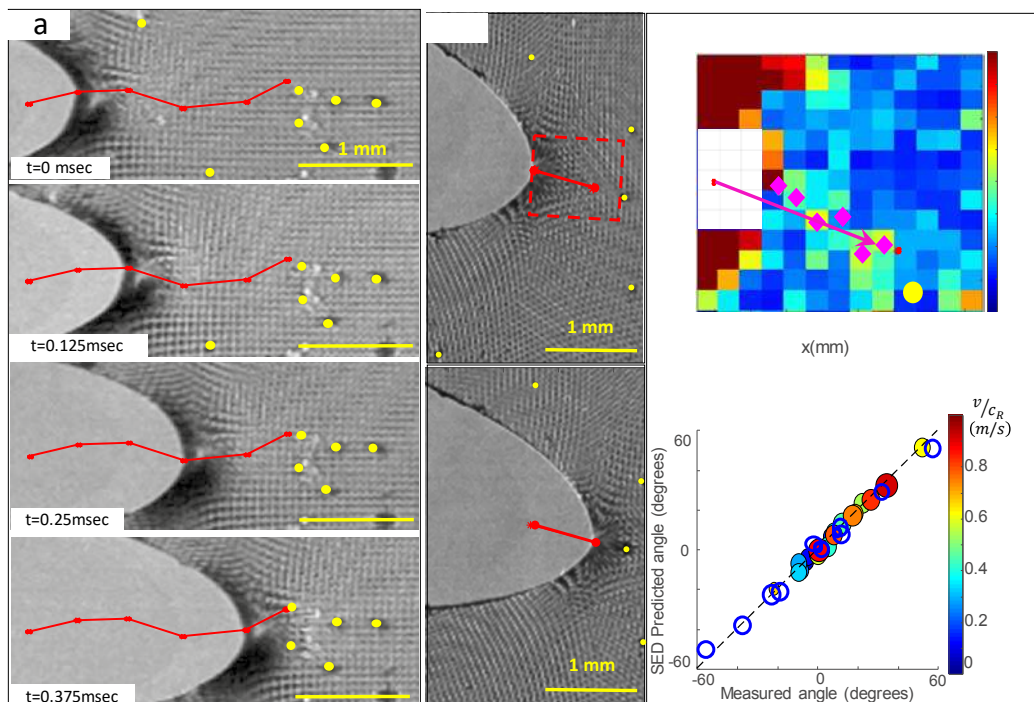 a
1 mm
t=0 msec
t=0.125msec
t=0.25msec
t=0.375msec
1 mm
1 mm
x(mm)
v/c_R
(m/s)
0.8
0.6
0.4
0.2
0
60
0
-60
SED Predicted angle (degrees)
-60
0
60
Measured angle (degrees)